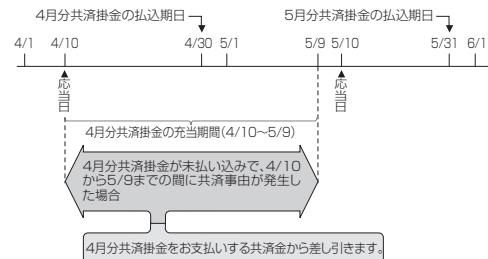 4月分共済掛金の払込期日 5月分共済掛金の払込期日
4/1 4/10 4/30 5/1 5/9 5/10 5/31 6/1
応当日 応当日
4月分共済掛金の充当期間(4/10〜5/9)
4月分共済掛金が未払い込みで、4/10
から5/9までの間に共済事由が発生し
た場合
4月分共済掛金をお支払いする共済金から差し引きます。